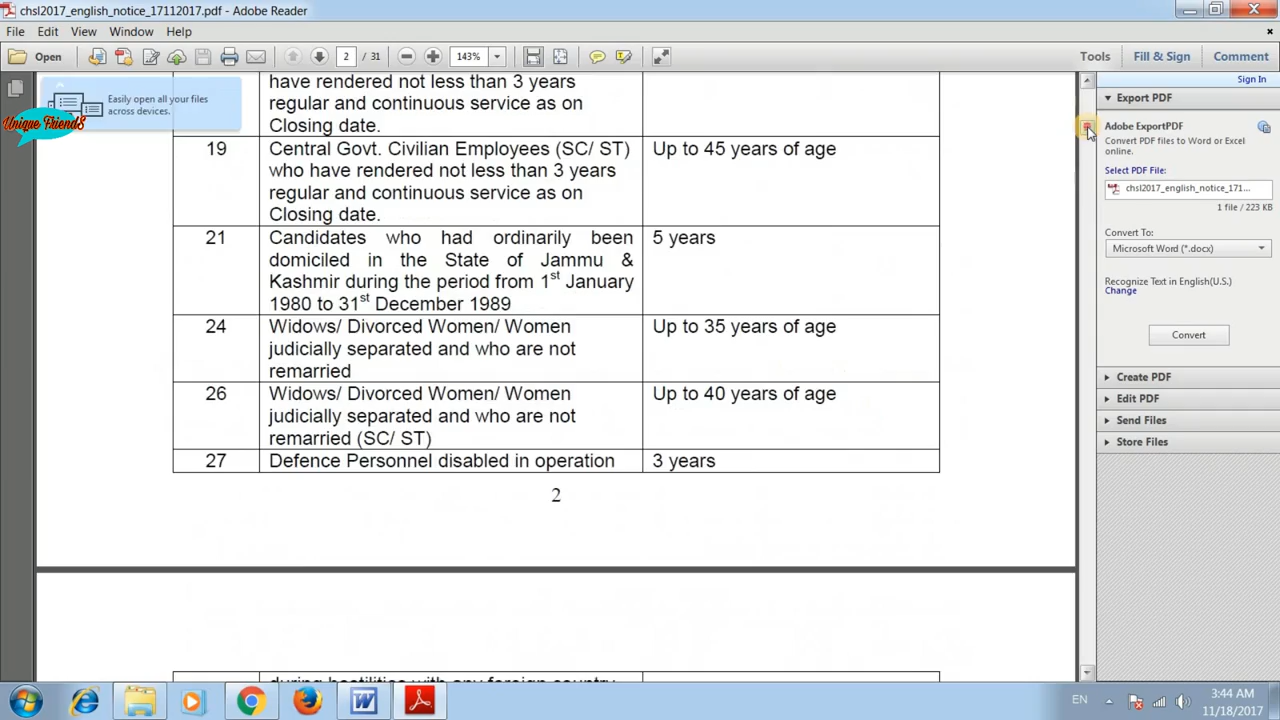 chsl2017_english_notice_17112017.pdf - Adobe Reader
File Edit View Window Help
Open 2 / 31 143% Tools Fill & Sign Comment
Easily open all your files
across devices.
Unique FriendS
have rendered not less than 3 years
regular and continuous service as on
Closing date.
19 Central Govt. Civilian Employees (SC/ ST) Up to 45 years of age
who have rendered not less than 3 years
regular and continuous service as on
Closing date.
21 Candidates who had ordinarily been 5 years
domiciled in the State of Jammu &
Kashmir during the period from 1st January
1980 to 31st December 1989
24 Widows/ Divorced Women/ Women Up to 35 years of age
judicially separated and who are not
remarried
26 Widows/ Divorced Women/ Women Up to 40 years of age
judicially separated and who are not
remarried (SC/ ST)
27 Defence Personnel disabled in operation 3 years
2
during hostilities with any foreign country
Sign In
Export PDF
Adobe ExportPDF
Convert PDF files to Word or Excel
online.
Select PDF File:
chsl2017_english_notice_171...
1 file / 223 KB
Convert To:
Microsoft Word (*.docx)
Recognize Text in English(U.S.)
Change
Convert
Create PDF
Edit PDF
Send Files
Store Files
EN
3:44 AM
11/18/2017